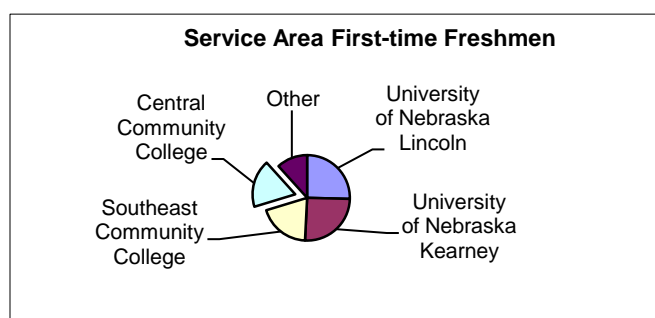 Service Area First-time Freshmen
Central
Community
College
Other
University
of Nebraska
Lincoln
Southeast
Community
College
University
of Nebraska
Kearney